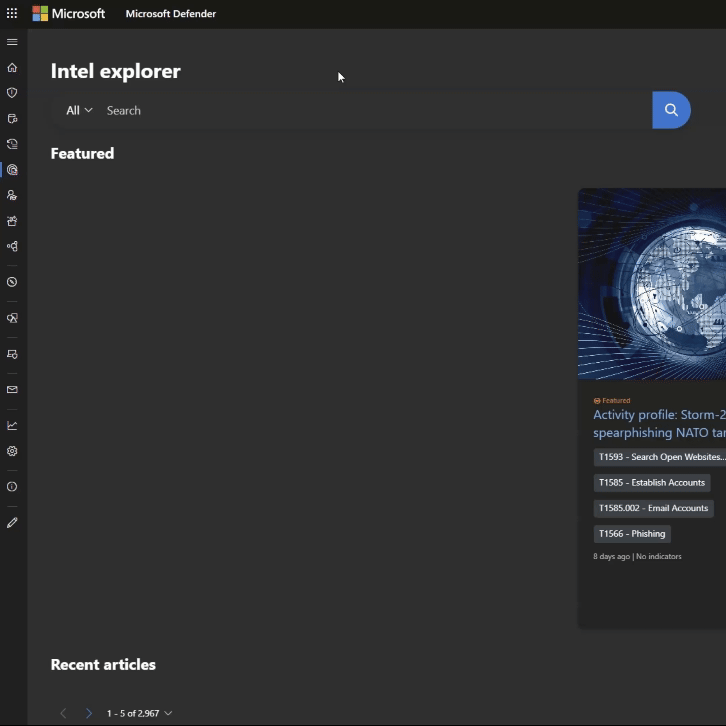 Microsoft Microsoft Defender
Intel explorer
All Search
Featured
Featured
Activity profile: Storm-2
spearphishing NATO tar
T1593 - Search Open Websites...
T1585 - Establish Accounts
T1585.002 - Email Accounts
T1566 - Phishing
8 days ago | No indicators
Recent articles
1 - 5 of 2,967